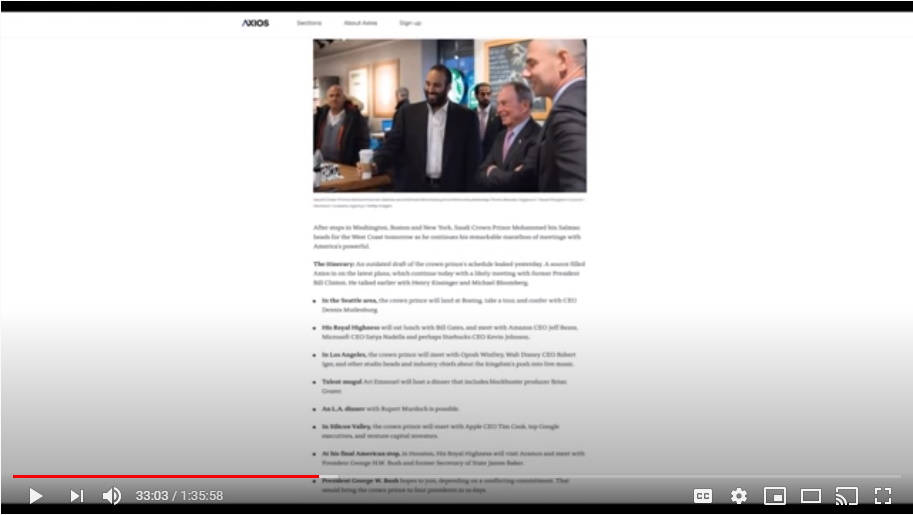 AXIOS
Sections About Axios Sign up
After stops in Washington, Boston and New York, Saudi Crown Prince Mohammed bin Salman
heads for the West Coast tomorrow as he continues his remarkable marathon of meetings with
America's powerful.
The itinerary: An outdated draft of the crown prince's schedule leaked yesterday. A source filled
Axios in on the latest plans, which continue today with a likely meeting with former President
Bill Clinton. He talked earlier with Henry Kissinger and Michael Bloomberg.
• In the Seattle area, the crown prince will land at Boeing, take a tour and confer with CEO
Dennis Muilenburg.
• His Royal Highness will eat lunch with Bill Gates, and meet with Amazon CEO Jeff Bezos,
Microsoft CEO Satya Nadella and perhaps Starbucks CEO Kevin Johnson.
• In Los Angeles, the crown prince will meet with Oprah Winfrey, Walt Disney CEO Robert
Iger, and other studio heads and industry chiefs about the kingdom's push into live music.
• Talent mogul Ari Emanuel will host a dinner that includes blockbuster producer Brian
Grazer.
• An L.A. dinner with Rupert Murdoch is possible.
• In Silicon Valley, the crown prince will meet with Apple CEO Tim Cook, top Google
executives, and venture capital investors.
• At his final American stop, in Houston, His Royal Highness will visit Aramco and meet with
President George H.W. Bush and former Secretary of State James Baker.
• President George W. Bush hopes to join, depending on a conflicting commitment. That
would bring the crown prince to four presidents in 19 days.
33:03 / 1:35:58
CC